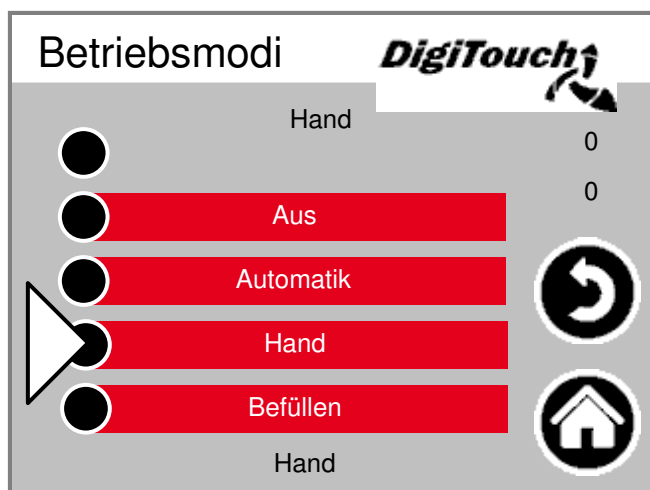 Betriebsmodi
DigiTouch
Hand
0
0
Aus
Automatik
Hand
Befüllen
Hand